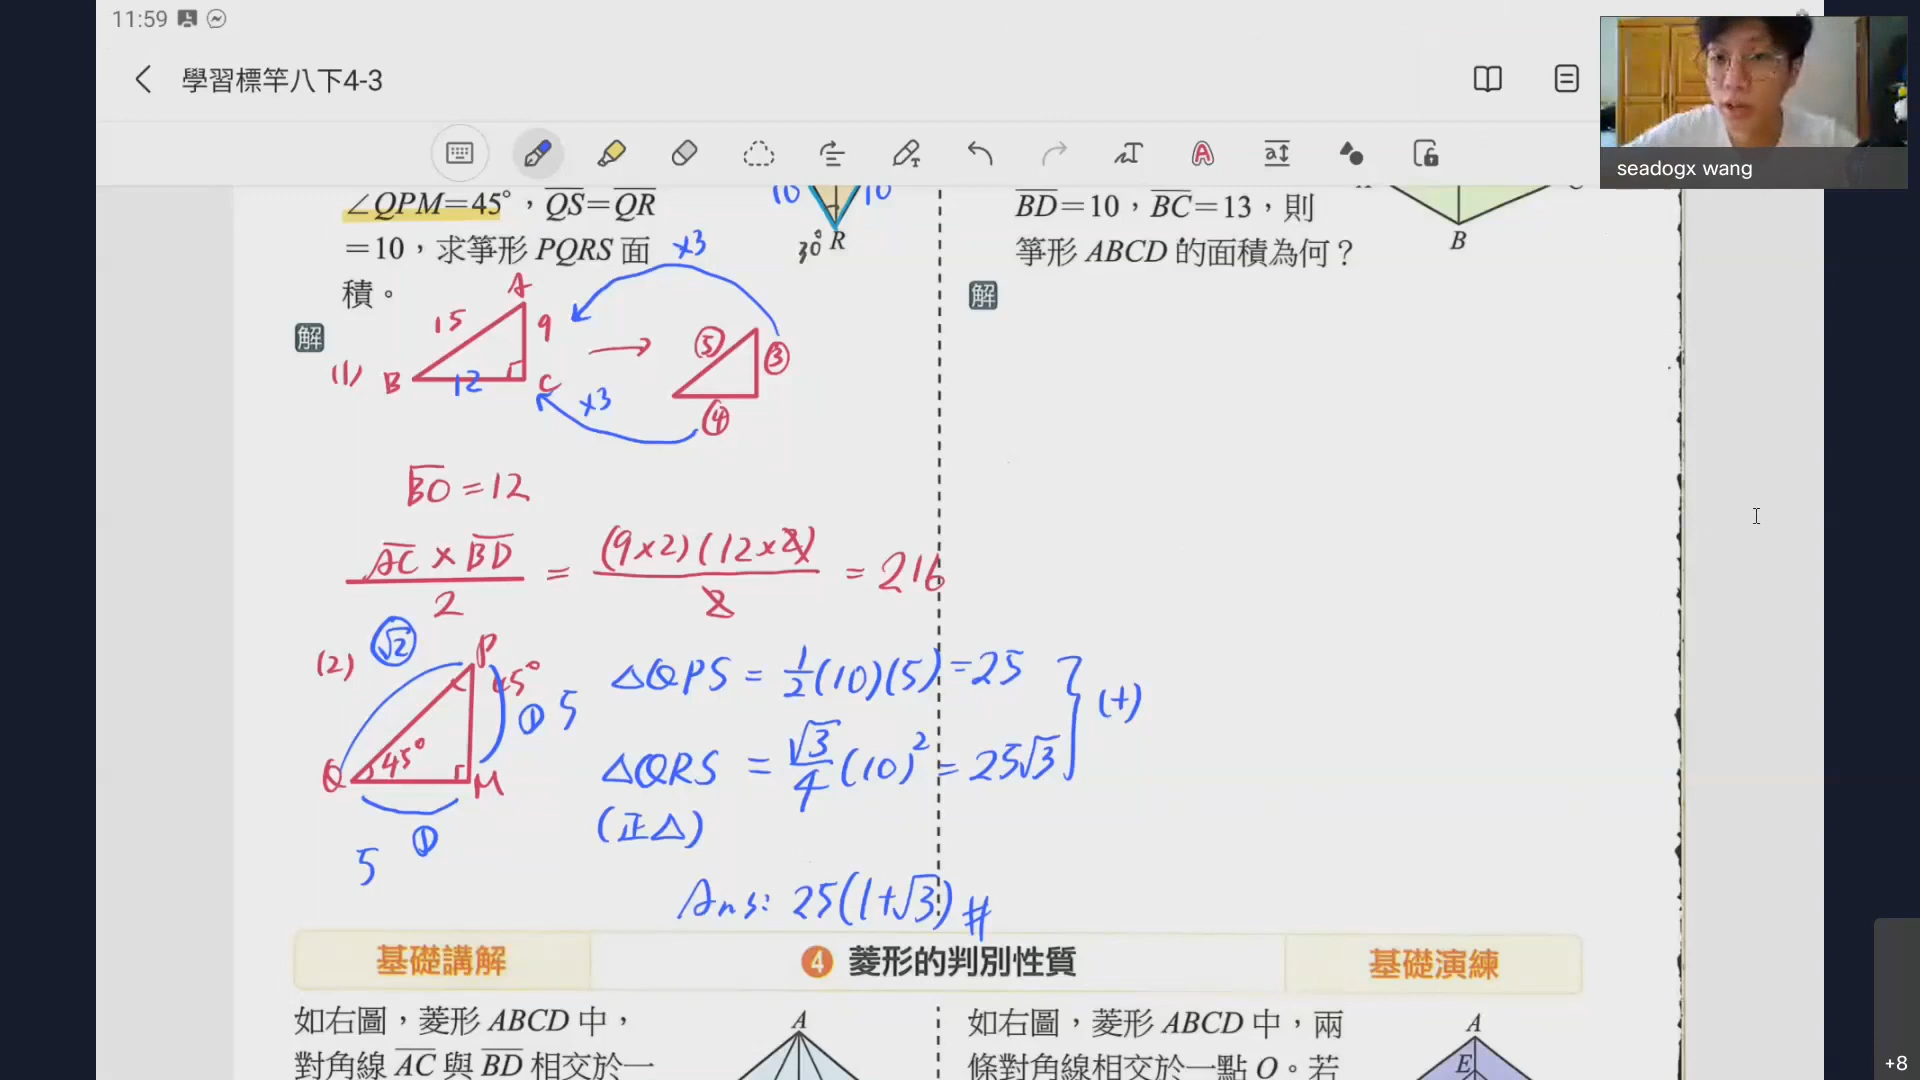 11:59
學習標竿八下4-3
seadogx wang
∠QPM=45°，QS=QR
=10，求箏形 PQRS 面
積。
10 10
30° R
解
(1)
A
15 9
B 12 C
×3
⑤ ③
④
×3
BO =12
AC × BD / 2 = (9×2)(12×2) / 2 = 216
(2)
√2
P
45°
① 5
Q 45° M
①
5
△QPS = 1/2 (10)(5) =25
△QRS = √3/4 (10)² = 25√3
(+)
(正△)
Ans: 25(1+√3) #
BD=10，BC=13，則
箏形 ABCD 的面積為何？
B
解
基礎講解
4 菱形的判別性質
基礎演練
如右圖，菱形 ABCD 中，
對角線 AC 與 BD 相交於一
A
如右圖，菱形 ABCD 中，兩
條對角線相交於一點 O。若
A
E
+8